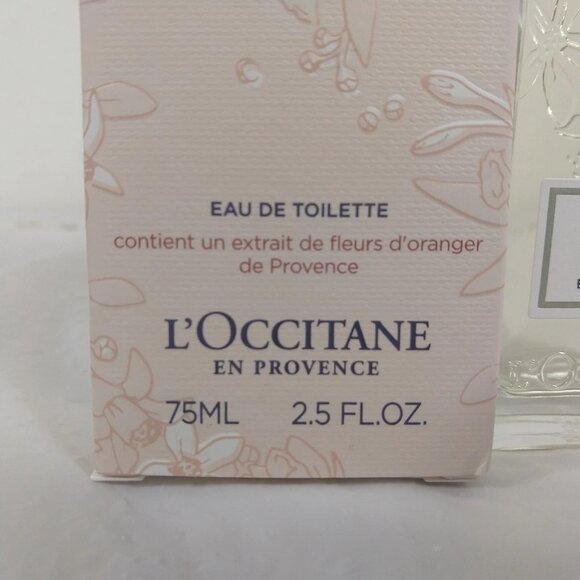 EAU DE TOILETTE
contient un extrait de fleurs d'oranger
de Provence
L'OCCITANE
EN PROVENCE
75ML 2.5 FL.OZ.